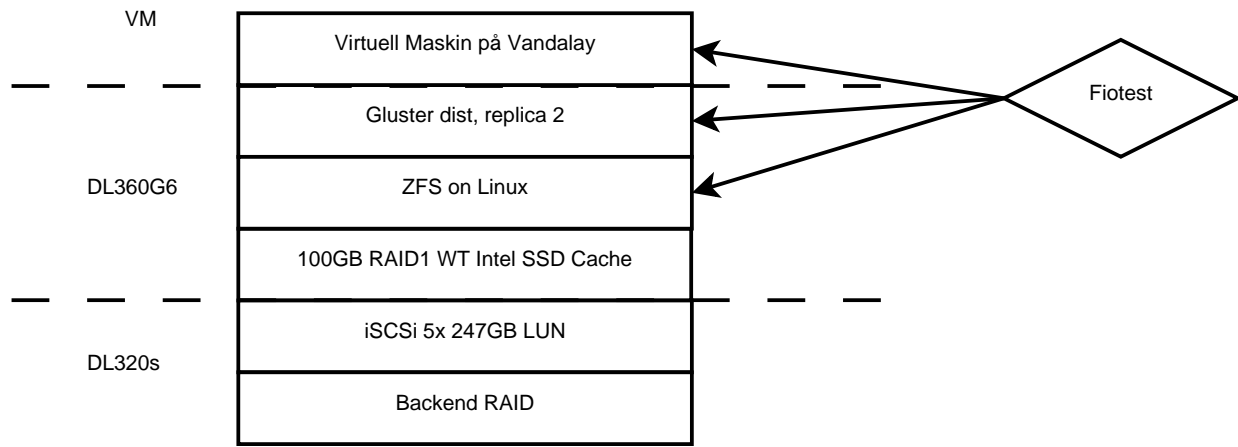 VM
Virtuell Maskin på Vandalay
Fiotest
Gluster dist, replica 2
DL360G6
ZFS on Linux
100GB RAID1 WT Intel SSD Cache
iSCSi 5x 247GB LUN
DL320s
Backend RAID